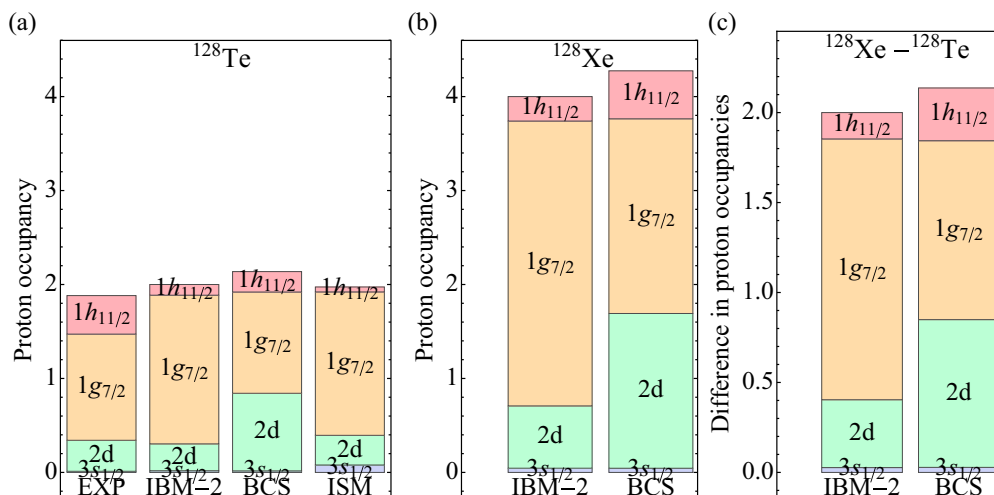 (a)
¹²⁸Te
Proton occupancy
4
3
2
1
0
1h₁₁/₂
1g₇/₂
2d
3s₁/₂
EXP
1h₁₁/₂
1g₇/₂
2d
3s₁/₂
IBM−2
1h₁₁/₂
1g₇/₂
2d
3s₁/₂
BCS
1h₁₁/₂
1g₇/₂
2d
3s₁/₂
ISM
(b)
¹²⁸Xe
Proton occupancy
4
3
2
1
0
1h₁₁/₂
1g₇/₂
2d
3s₁/₂
IBM−2
1h₁₁/₂
1g₇/₂
2d
3s₁/₂
BCS
(c)
¹²⁸Xe −¹²⁸Te
Difference in proton occupancies
2.0
1.5
1.0
0.5
0.0
1h₁₁/₂
1g₇/₂
2d
3s₁/₂
IBM−2
1h₁₁/₂
1g₇/₂
2d
3s₁/₂
BCS